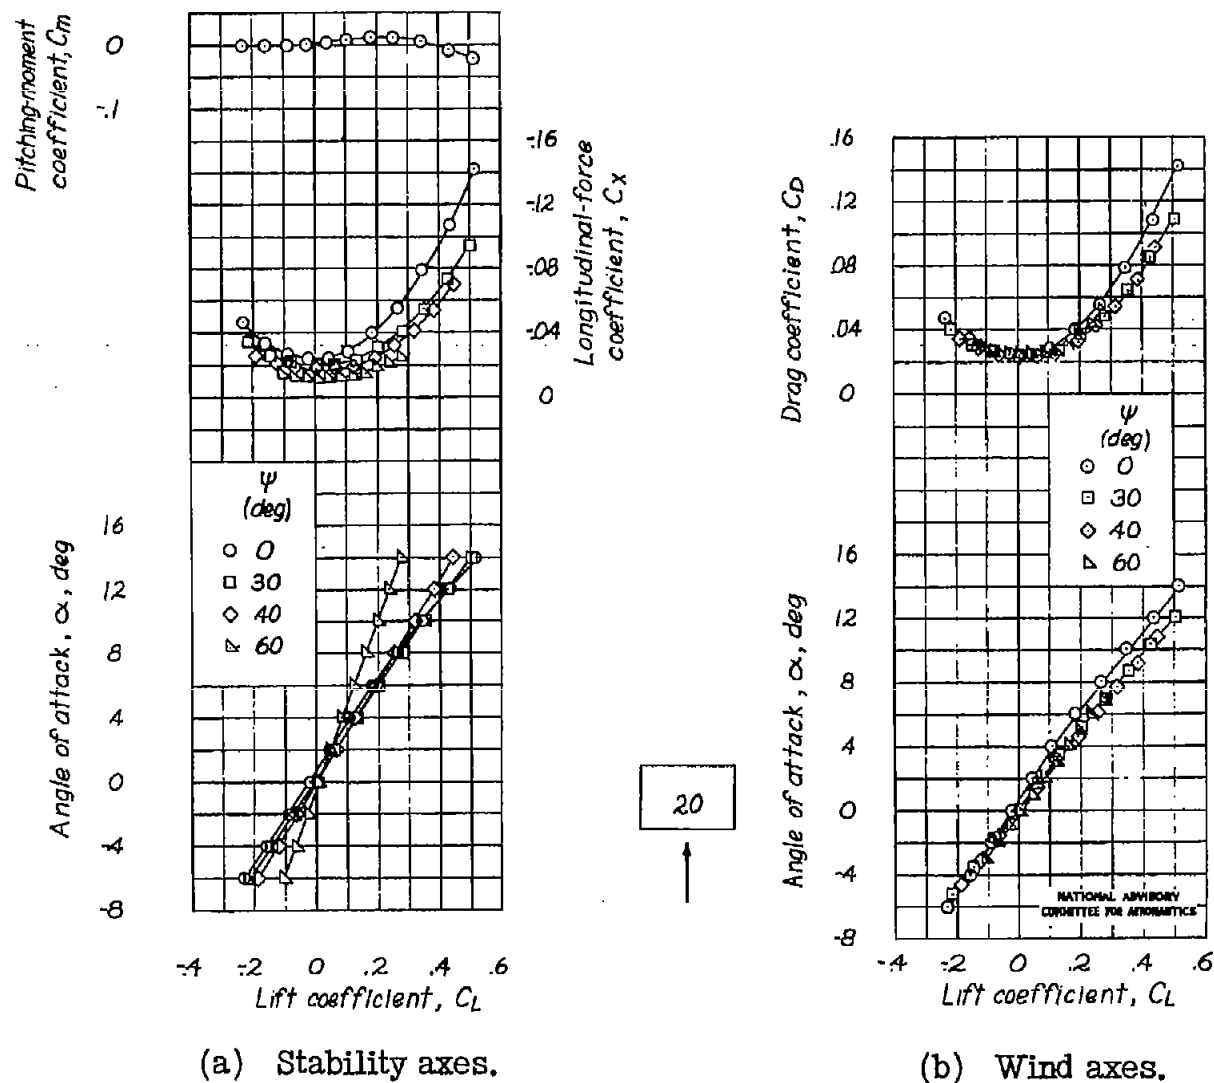 Pitching-moment
coefficient, Cm
0
-.1
-.16
-.12
-.08
-.04
0
Longitudinal-force
coefficient, CX
ψ
(deg)
0
30
40
60
16
12
8
4
0
-4
-8
Angle of attack, α, deg
-.4 -.2 0 .2 .4 .6
Lift coefficient, CL
(a) Stability axes.
20
.16
.12
.08
.04
0
Drag coefficient, CD
ψ
(deg)
0
30
40
60
16
12
8
4
0
-4
-8
Angle of attack, α, deg
NATIONAL ADVISORY
COMMITTEE FOR AERONAUTICS
-.4 -.2 0 .2 .4 .6
Lift coefficient, CL
(b) Wind axes.